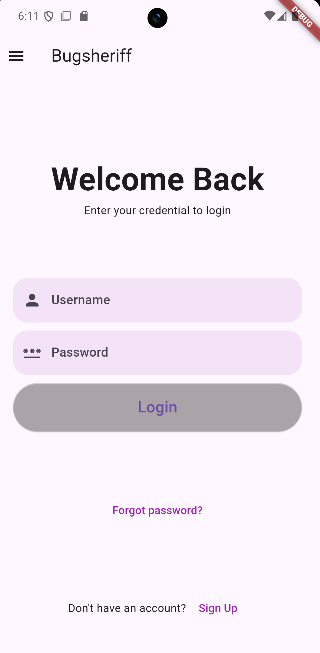 6:11
DEBUG
Bugsheriff
Welcome Back
Enter your credential to login
Username
*** Password
Login
Forgot password?
Don't have an account? Sign Up